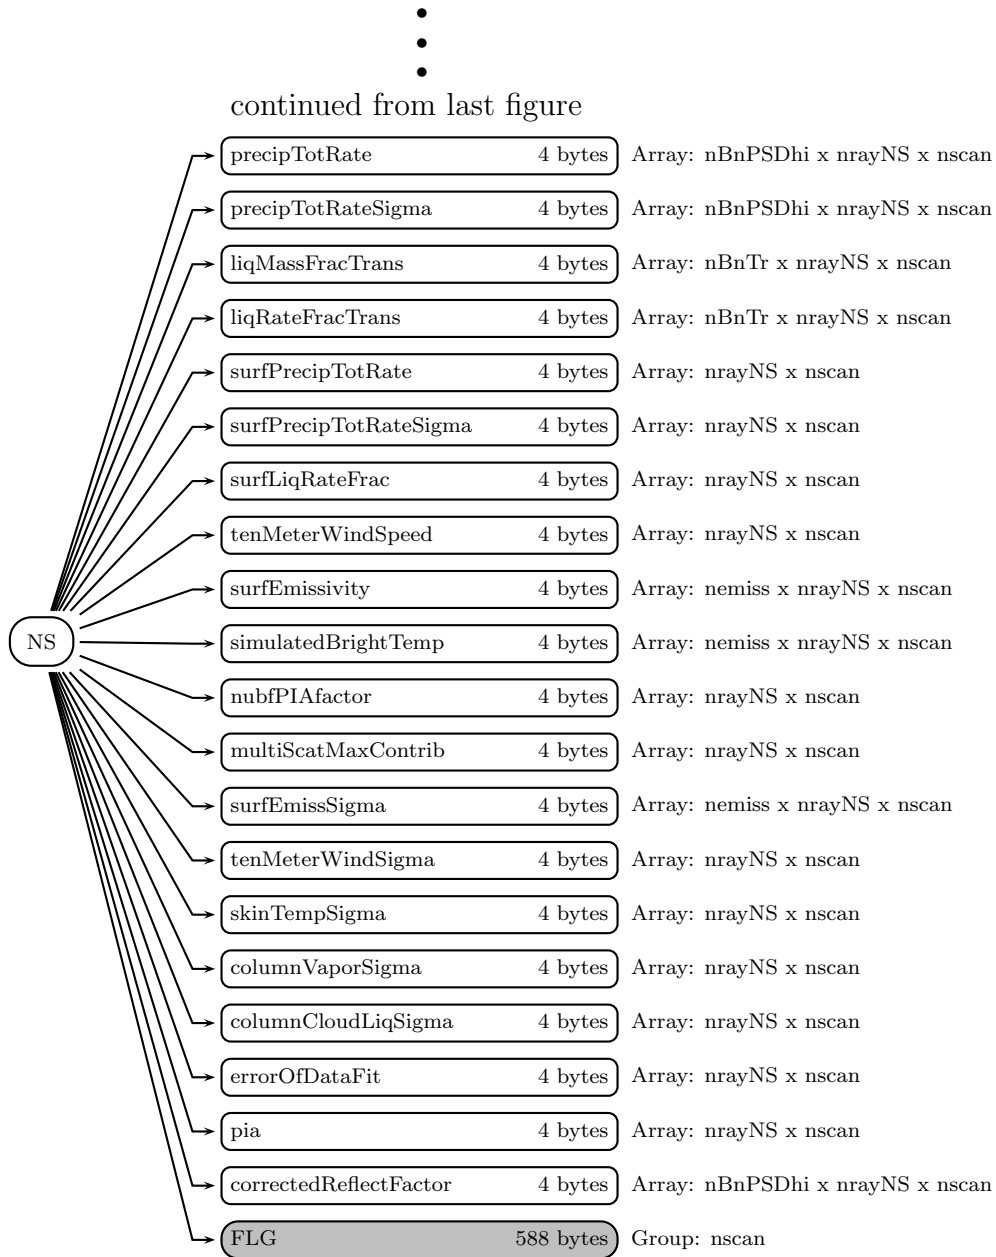 continued from last figure
precipTotRate 4 bytes Array: nBnPSDhi x nrayNS x nscan
precipTotRateSigma 4 bytes Array: nBnPSDhi x nrayNS x nscan
liqMassFracTrans 4 bytes Array: nBnTr x nrayNS x nscan
liqRateFracTrans 4 bytes Array: nBnTr x nrayNS x nscan
surfPrecipTotRate 4 bytes Array: nrayNS x nscan
surfPrecipTotRateSigma 4 bytes Array: nrayNS x nscan
surfLiqRateFrac 4 bytes Array: nrayNS x nscan
tenMeterWindSpeed 4 bytes Array: nrayNS x nscan
surfEmissivity 4 bytes Array: nemiss x nrayNS x nscan
NS simulatedBrightTemp 4 bytes Array: nemiss x nrayNS x nscan
nubfPIAfactor 4 bytes Array: nrayNS x nscan
multiScatMaxContrib 4 bytes Array: nrayNS x nscan
surfEmissSigma 4 bytes Array: nemiss x nrayNS x nscan
tenMeterWindSigma 4 bytes Array: nrayNS x nscan
skinTempSigma 4 bytes Array: nrayNS x nscan
columnVaporSigma 4 bytes Array: nrayNS x nscan
columnCloudLiqSigma 4 bytes Array: nrayNS x nscan
errorOfDataFit 4 bytes Array: nrayNS x nscan
pia 4 bytes Array: nrayNS x nscan
correctedReflectFactor 4 bytes Array: nBnPSDhi x nrayNS x nscan
FLG 588 bytes Group: nscan